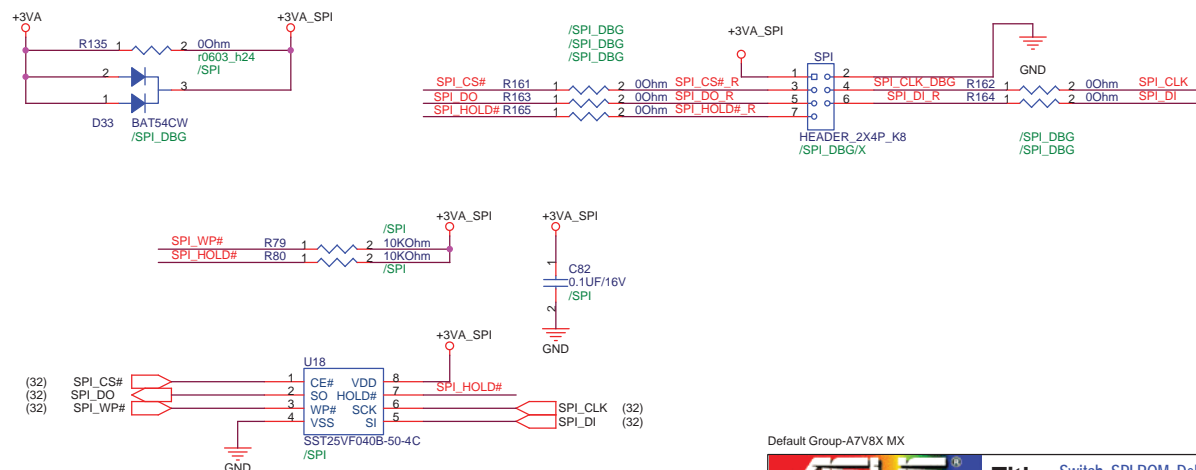 +3VA
+3VA_SPI
R135 1 2 0Ohm
r0603_h24
/SPI
2
3
1
D33 BAT54CW
/SPI_DBG
/SPI_DBG
/SPI_DBG
/SPI_DBG
+3VA_SPI
SPI
GND
SPI_CS# R161 1 2 0Ohm SPI_CS#_R
SPI_DO R163 1 2 0Ohm SPI_DO_R
SPI_HOLD# R165 1 2 0Ohm SPI_HOLD#_R
1 2
3 4 SPI_CLK_DBG R162 1 2 0Ohm SPI_CLK
5 6 SPI_DI_R R164 1 2 0Ohm SPI_DI
7
HEADER_2X4P_K8
/SPI_DBG/X
/SPI_DBG
/SPI_DBG
/SPI
+3VA_SPI
SPI_WP# R79 1 2 10KOhm
SPI_HOLD# R80 1 2 10KOhm
/SPI
+3VA_SPI
1
C82
0.1UF/16V
/SPI
2
GND
+3VA_SPI
U18
(32) SPI_CS# 1 CE# VDD 8
(32) SPI_DO 2 SO HOLD# 7 SPI_HOLD#
(32) SPI_WP# 3 WP# SCK 6 SPI_CLK (32)
4 VSS SI 5 SPI_DI (32)
SST25VF040B-50-4C
/SPI
GND
Default Group-A7V8X MX
®